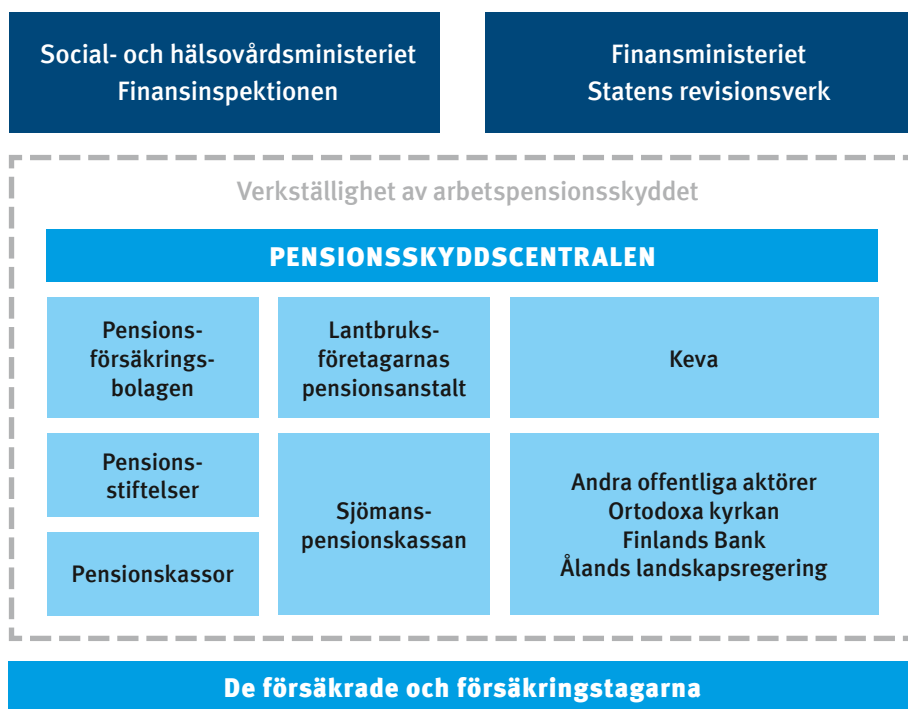 Social- och hälsovårdsministeriet
Finansinspektionen
Finansministeriet
Statens revisionsverk
Verkställighet av arbetspensionsskyddet
PENSIONSSKYDDSCENTRALEN
Pensions-
försäkrings-
bolagen
Lantbruks-
företagarnas
pensionsanstalt
Keva
Pensions-
stiftelser
Pensionskassor
Sjömans-
pensionskassan
Andra offentliga aktörer
Ortodoxa kyrkan
Finlands Bank
Ålands landskapsregering
De försäkrade och försäkringstagarna